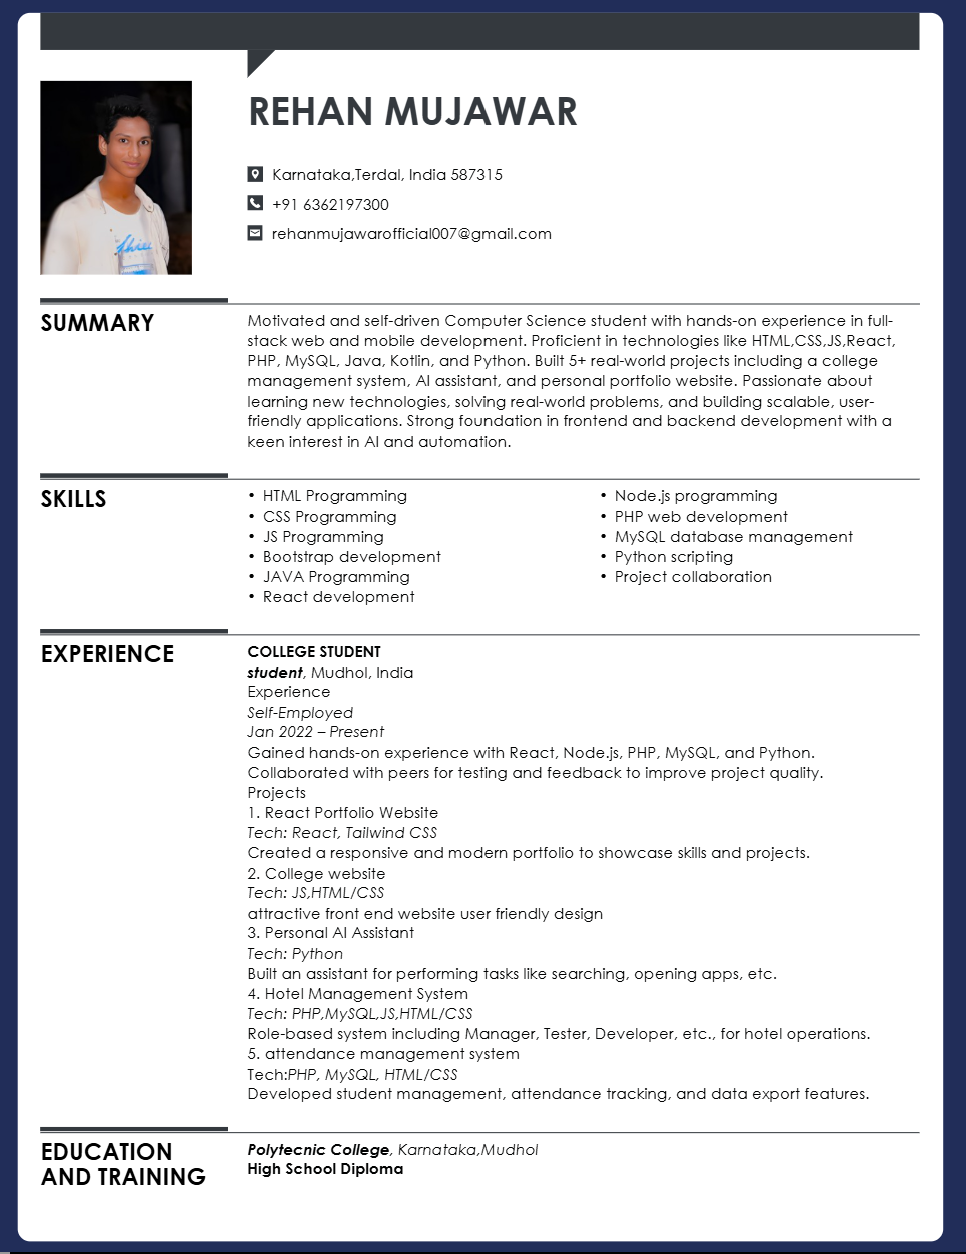 REHAN MUJAWAR
Karnataka,Terdal, India 587315
+91 6362197300
rehanmujawarofficial007@gmail.com
SUMMARY
Motivated and self-driven Computer Science student with hands-on experience in full-
stack web and mobile development. Proficient in technologies like HTML,CSS,JS,React,
PHP, MySQL, Java, Kotlin, and Python. Built 5+ real-world projects including a college
management system, AI assistant, and personal portfolio website. Passionate about
learning new technologies, solving real-world problems, and building scalable, user-
friendly applications. Strong foundation in frontend and backend development with a
keen interest in AI and automation.
SKILLS
• HTML Programming
• CSS Programming
• JS Programming
• Bootstrap development
• JAVA Programming
• React development
• Node.js programming
• PHP web development
• MySQL database management
• Python scripting
• Project collaboration
EXPERIENCE
COLLEGE STUDENT
student, Mudhol, India
Experience
Self-Employed
Jan 2022 – Present
Gained hands-on experience with React, Node.js, PHP, MySQL, and Python.
Collaborated with peers for testing and feedback to improve project quality.
Projects
1. React Portfolio Website
Tech: React, Tailwind CSS
Created a responsive and modern portfolio to showcase skills and projects.
2. College website
Tech: JS,HTML/CSS
attractive front end website user friendly design
3. Personal AI Assistant
Tech: Python
Built an assistant for performing tasks like searching, opening apps, etc.
4. Hotel Management System
Tech: PHP,MySQL,JS,HTML/CSS
Role-based system including Manager, Tester, Developer, etc., for hotel operations.
5. attendance management system
Tech:PHP, MySQL, HTML/CSS
Developed student management, attendance tracking, and data export features.
EDUCATION
AND TRAINING
Polytecnic College, Karnataka,Mudhol
High School Diploma